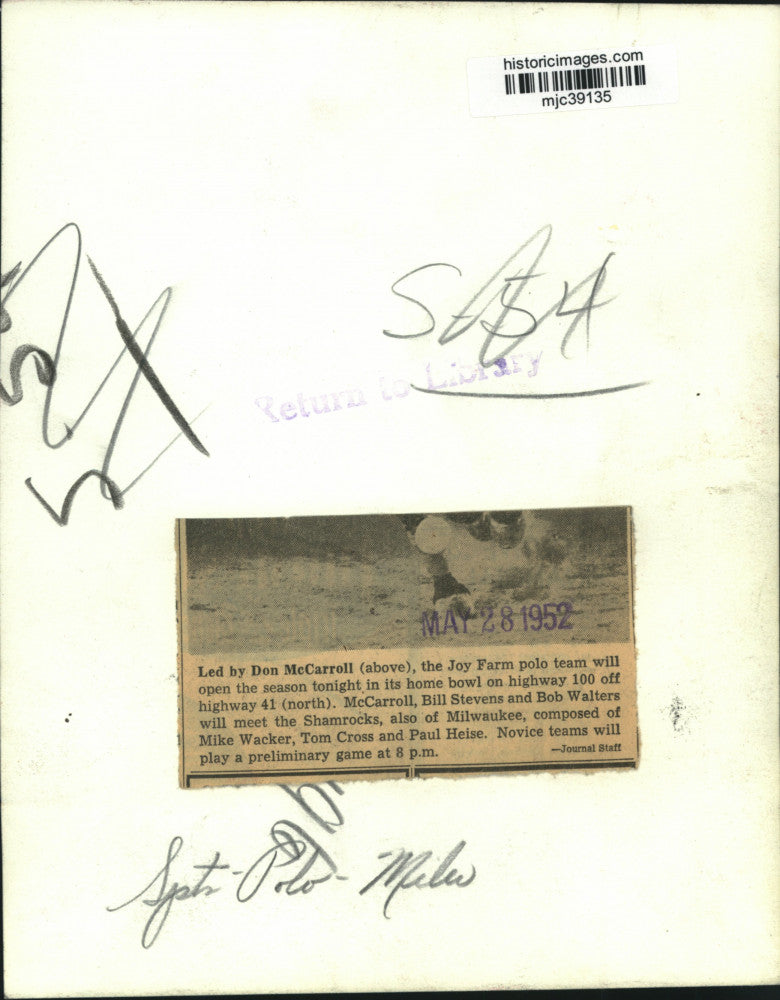 historicimages.com
mjc39135
S-54
Return to Library
MAY 28 1952
Led by Don McCarroll (above), the Joy Farm polo team will
open the season tonight in its home bowl on highway 100 off
highway 41 (north). McCarroll, Bill Stevens and Bob Walters
will meet the Shamrocks, also of Milwaukee, composed of
Mike Wacker, Tom Cross and Paul Heise. Novice teams will
play a preliminary game at 8 p.m.
—Journal Staff
Spts-Polo-Milw